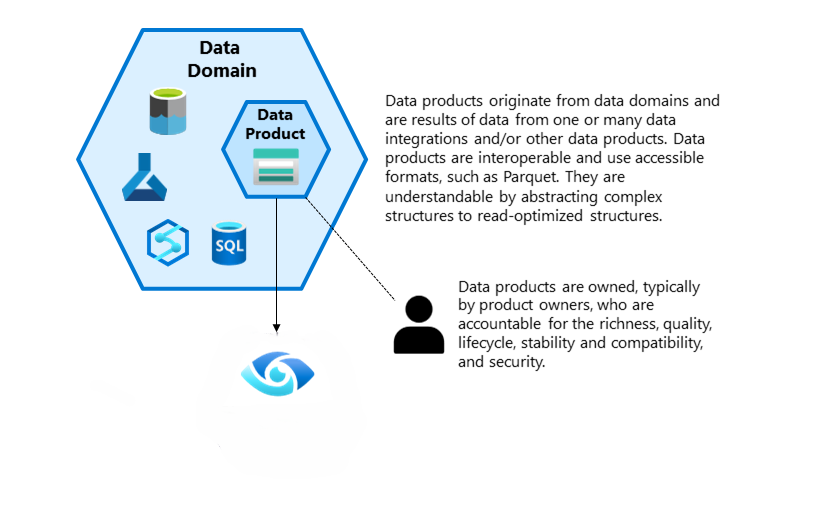 Data
Domain
Data
Product
SQL
Data products originate from data domains and
are results of data from one or many data
integrations and/or other data products. Data
products are interoperable and use accessible
formats, such as Parquet. They are
understandable by abstracting complex
structures to read-optimized structures.
Data products are owned, typically
by product owners, who are
accountable for the richness, quality,
lifecycle, stability and compatibility,
and security.